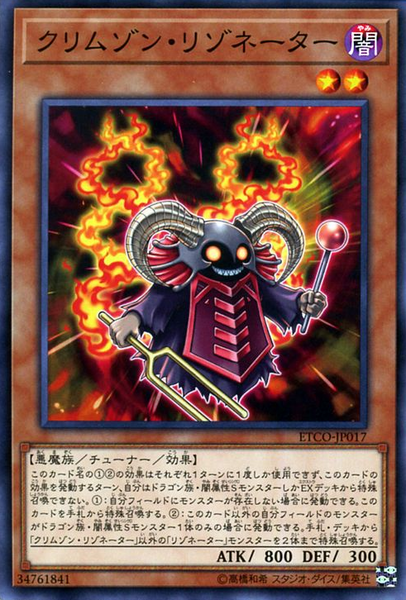 クリムゾン・リゾネーター
闇
ETCO-JP017
【悪魔族／チューナー／効果】
このカード名の①②の効果はそれぞれ1ターンに1度しか使用できず、このカードの
効果を発動するターン、自分はドラゴン族・闇属性SモンスターしかEXデッキから特殊
召喚できない。①：自分フィールドにモンスターが存在しない場合に発動できる。この
カードを手札から特殊召喚する。②：このカード以外の自分フィールドのモンスター
がドラゴン族・闇属性Sモンスター1体のみの場合に発動できる。手札・デッキから
「クリムゾン・リゾネーター」以外の「リゾネーター」モンスターを2体まで特殊召喚する。
ATK/ 800 DEF/ 300
34761841
©高橋和希 スタジオ・ダイス/集英社